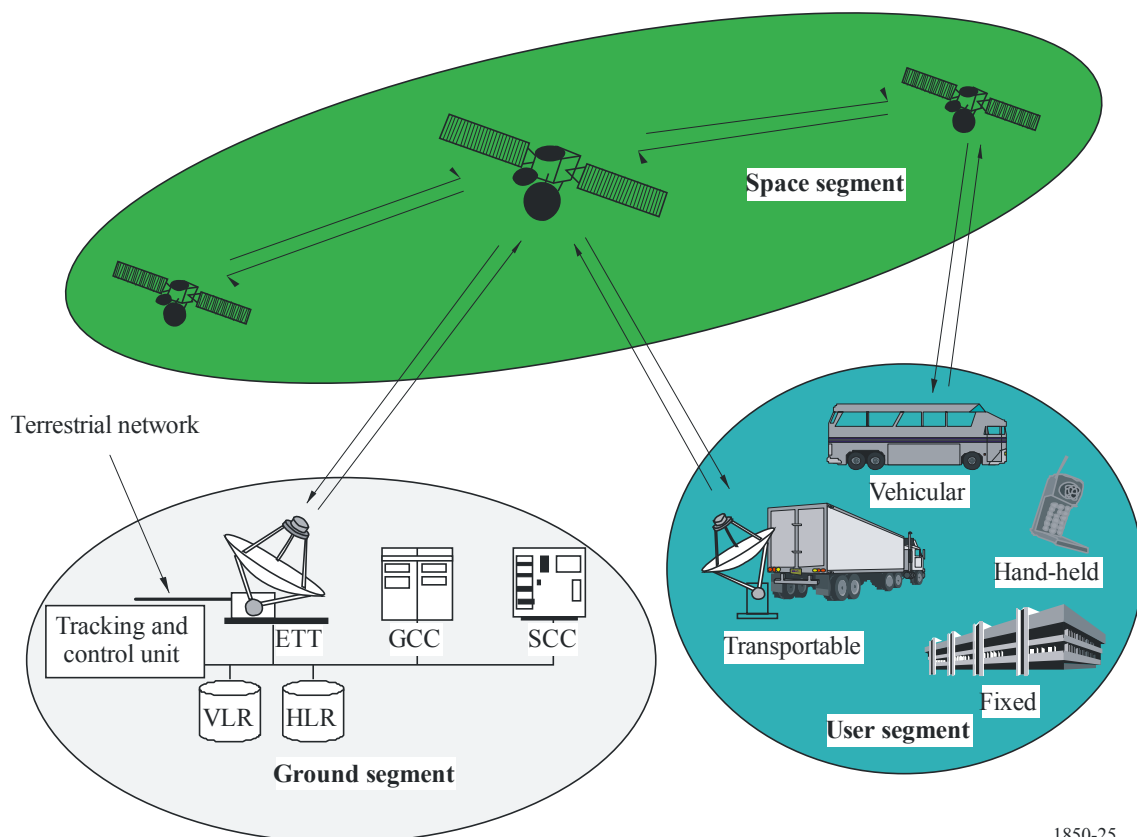 Space segment
Terrestrial network
Vehicular
Hand-held
Tracking and
control unit
ETT
GCC
SCC
Transportable
VLR
HLR
Fixed
User segment
Ground segment
1850-25